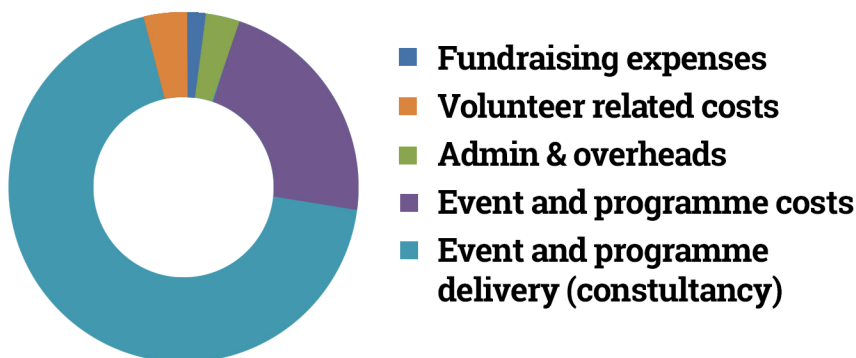 Fundraising expenses
Volunteer related costs
Admin & overheads
Event and programme costs
Event and programme
delivery (constultancy)